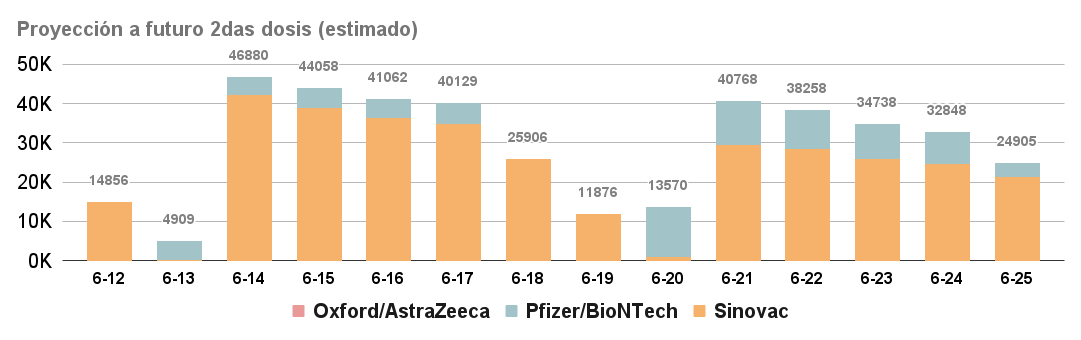 Proyección a futuro 2das dosis (estimado)
50K
40K
30K
20K
10K
0K
14856
4909
46880
44058
41062
40129
25906
11876
13570
40768
38258
34738
32848
24905
6-12 6-13 6-14 6-15 6-16 6-17 6-18 6-19 6-20 6-21 6-22 6-23 6-24 6-25
Oxford/AstraZeeca Pfizer/BioNTech Sinovac